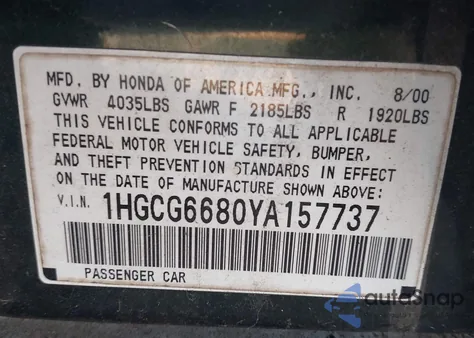 MFD. BY HONDA OF AMERICA MFG., INC. 8/00
GVWR 4035LBS GAWR F 2185LBS R 1920LBS
THIS VEHICLE CONFORMS TO ALL APPLICABLE
FEDERAL MOTOR VEHICLE SAFETY, BUMPER,
AND THEFT PREVENTION STANDARDS IN EFFECT
ON THE DATE OF MANUFACTURE SHOWN ABOVE:
V.I.N. 1HGCG6680YA157737
PASSENGER CAR
autoSnap